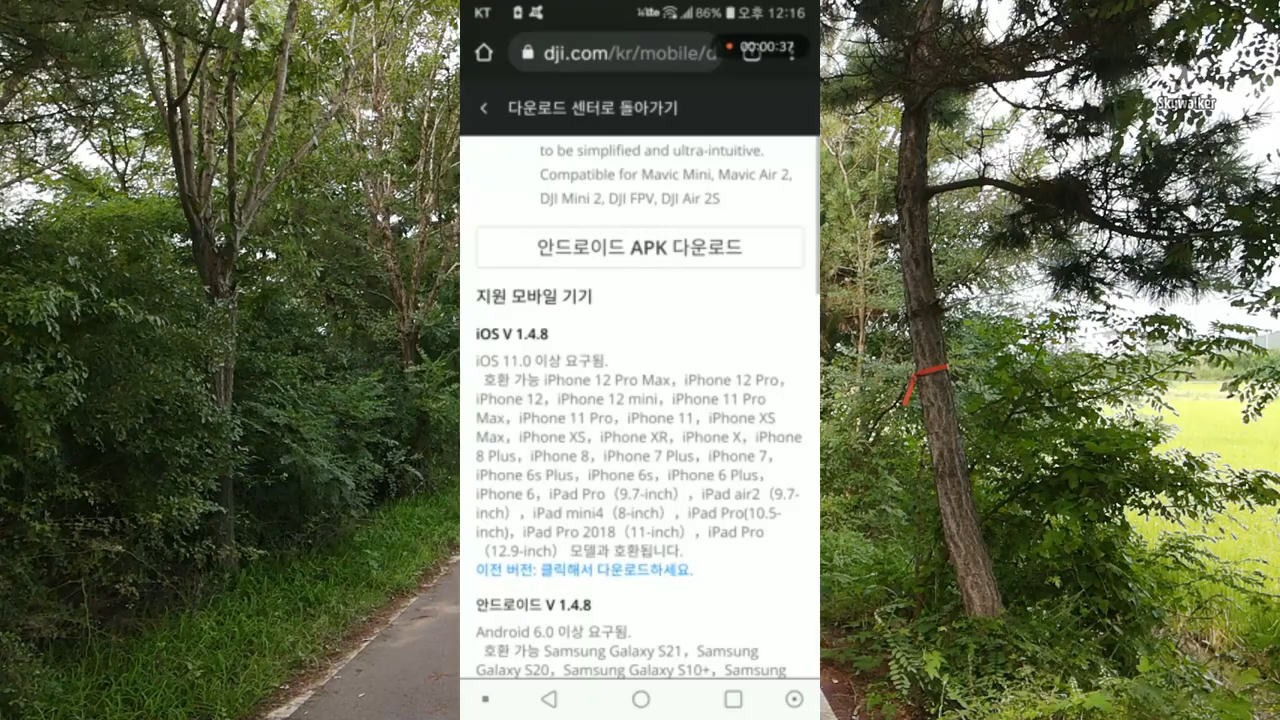 KT 86% 오후 12:16
dji.com/kr/mobile/d 00:00:37
다운로드 센터로 돌아가기
Skywalker
to be simplified and ultra-intuitive.
Compatible for Mavic Mini, Mavic Air 2,
DJI Mini 2, DJI FPV, DJI Air 2S
안드로이드 APK 다운로드
지원 모바일 기기
iOS V 1.4.8
iOS 11.0 이상 요구됨.
호환 가능 iPhone 12 Pro Max, iPhone 12 Pro,
iPhone 12, iPhone 12 mini, iPhone 11 Pro
Max, iPhone 11 Pro, iPhone 11, iPhone XS
Max, iPhone XS, iPhone XR, iPhone X, iPhone
8 Plus, iPhone 8, iPhone 7 Plus, iPhone 7,
iPhone 6s Plus, iPhone 6s, iPhone 6 Plus,
iPhone 6, iPad Pro（9.7-inch）, iPad air2（9.7-
inch）, iPad mini4（8-inch）, iPad Pro(10.5-
inch), iPad Pro 2018（11-inch）, iPad Pro
（12.9-inch） 모델과 호환됩니다.
이전 버전: 클릭해서 다운로드하세요.
안드로이드 V 1.4.8
Android 6.0 이상 요구됨.
호환 가능 Samsung Galaxy S21, Samsung
Galaxy S20, Samsung Galaxy S10+, Samsung